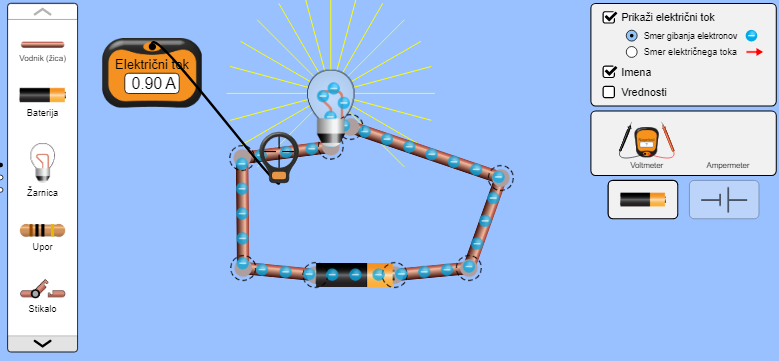 Vodnik (žica)
Baterija
Žarnica
Upor
Stikalo
Električni tok
0.90 A
Prikaži električni tok
Smer gibanja elektronov
Smer električnega toka
Imena
Vrednosti
Voltmeter
Ampermeter